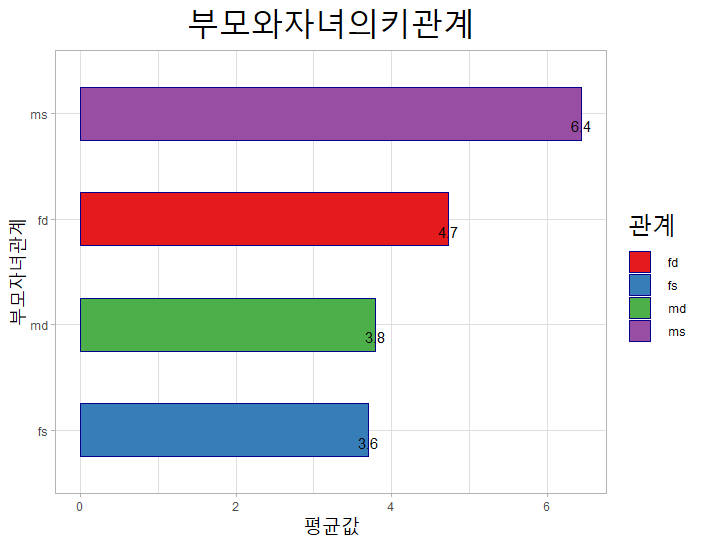 부모와자녀의키관계
ms
6.4
fd
4.7
md
3.8
fs
3.6
0
2
4
6
평균값
부모자녀관계
관계
fd
fs
md
ms